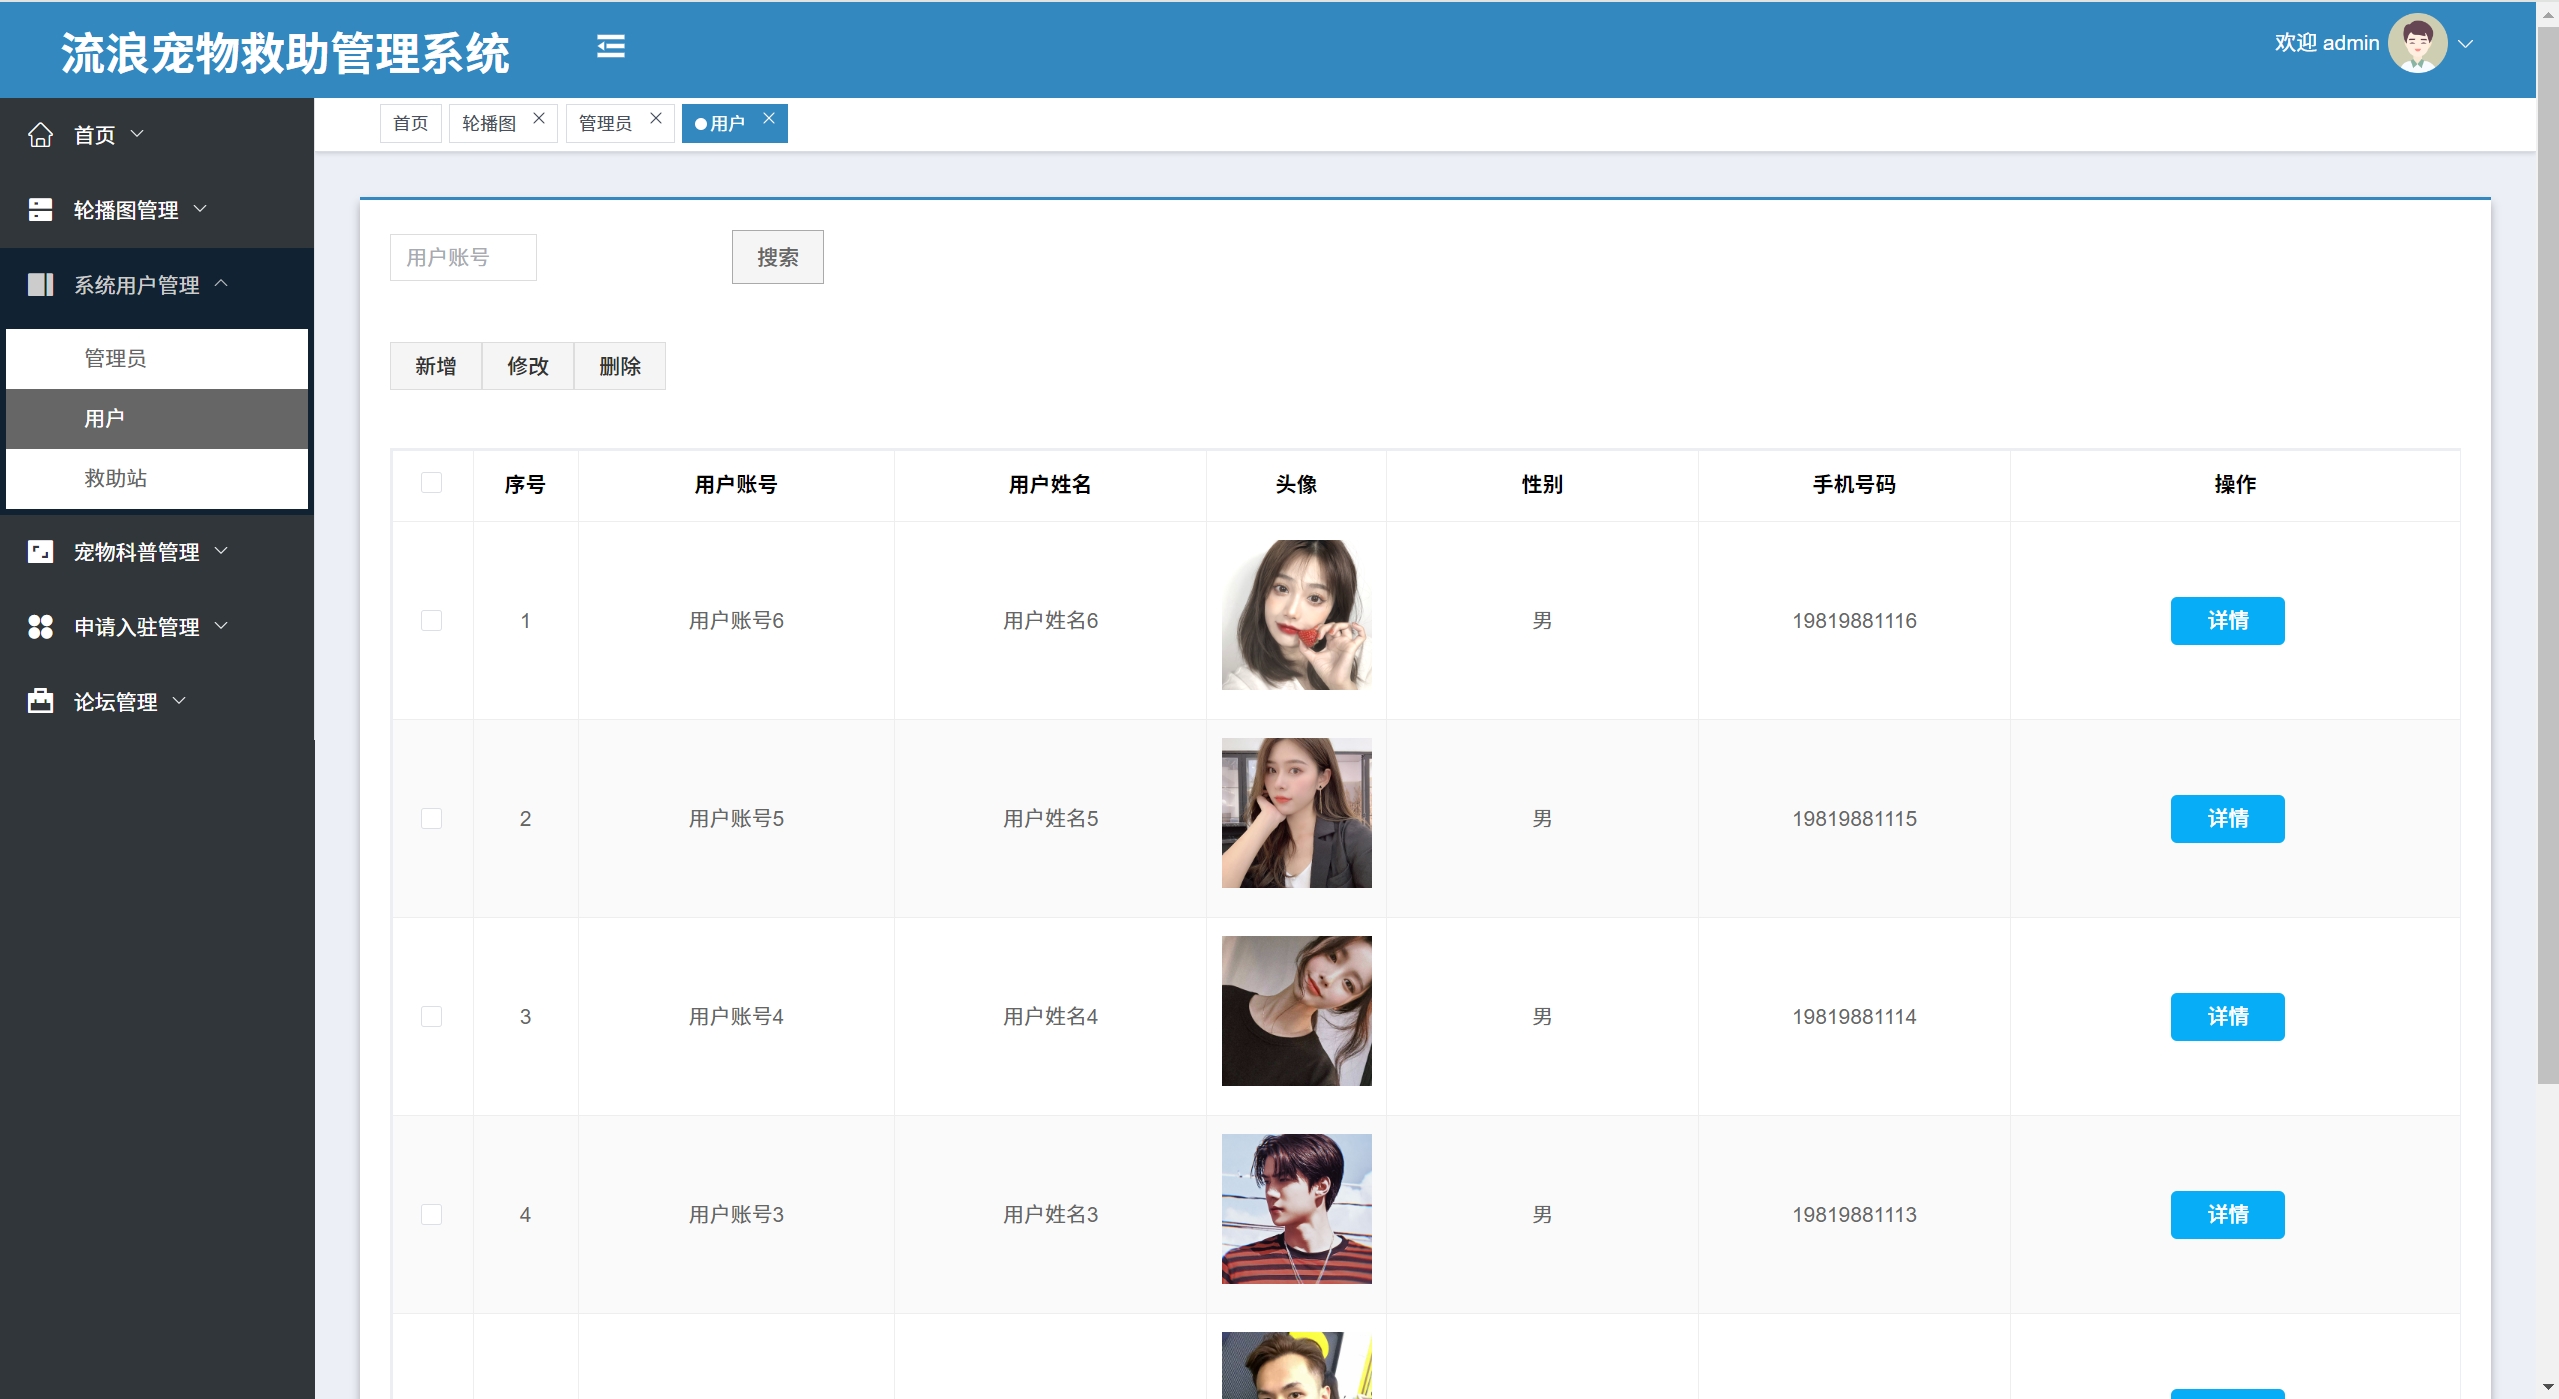 流浪宠物救助管理系统
欢迎 admin
首页
轮播图管理
系统用户管理
管理员
用户
救助站
宠物科普管理
申请入驻管理
论坛管理
首页 轮播图 管理员 用户
用户账号 搜索
新增 修改 删除
序号 用户账号 用户姓名 头像 性别 手机号码 操作
1 用户账号6 用户姓名6 男 19819881116 详情
2 用户账号5 用户姓名5 男 19819881115 详情
3 用户账号4 用户姓名4 男 19819881114 详情
4 用户账号3 用户姓名3 男 19819881113 详情